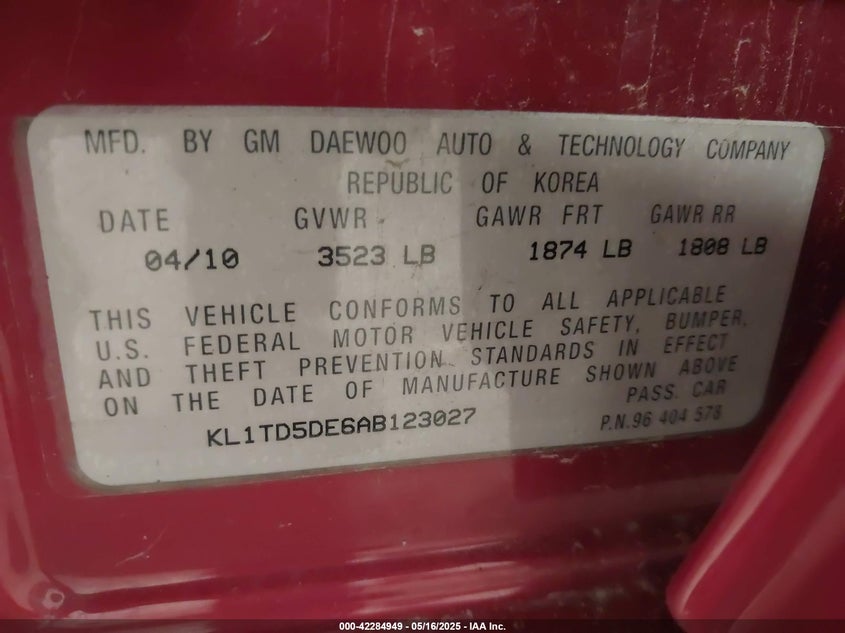 MFD. BY GM DAEWOO AUTO & TECHNOLOGY COMPANY
REPUBLIC OF KOREA
DATE GVWR GAWR FRT GAWR RR
04/10 3523 LB 1874 LB 1808 LB
THIS VEHICLE CONFORMS TO ALL APPLICABLE
U.S. FEDERAL MOTOR VEHICLE SAFETY, BUMPER,
AND THEFT PREVENTION STANDARDS IN EFFECT
ON THE DATE OF MANUFACTURE SHOWN ABOVE
PASS. CAR
KL1TD5DE6AB123027 P.N.96 404 578
000-42284949 - 05/16/2025 - IAA Inc.